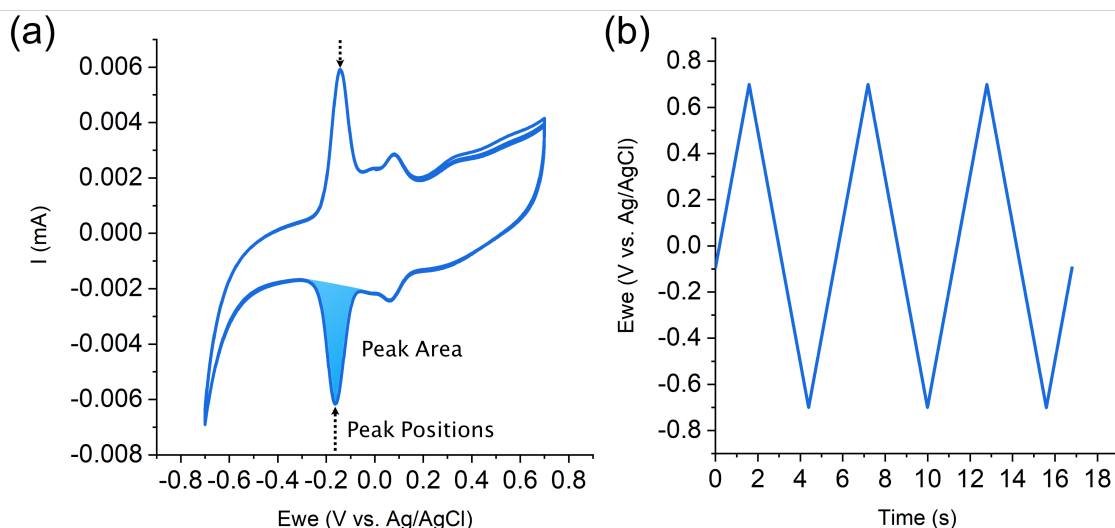 (a)
0.006
0.004
0.002
0.000
-0.002
-0.004
-0.006
-0.008
I (mA)
Peak Area
Peak Positions
-0.8 -0.6 -0.4 -0.2 0.0 0.2 0.4 0.6 0.8
Ewe (V vs. Ag/AgCl)
(b)
0.8
0.6
0.4
0.2
0.0
-0.2
-0.4
-0.6
-0.8
Ewe (V vs. Ag/AgCl)
0 2 4 6 8 10 12 14 16 18
Time (s)